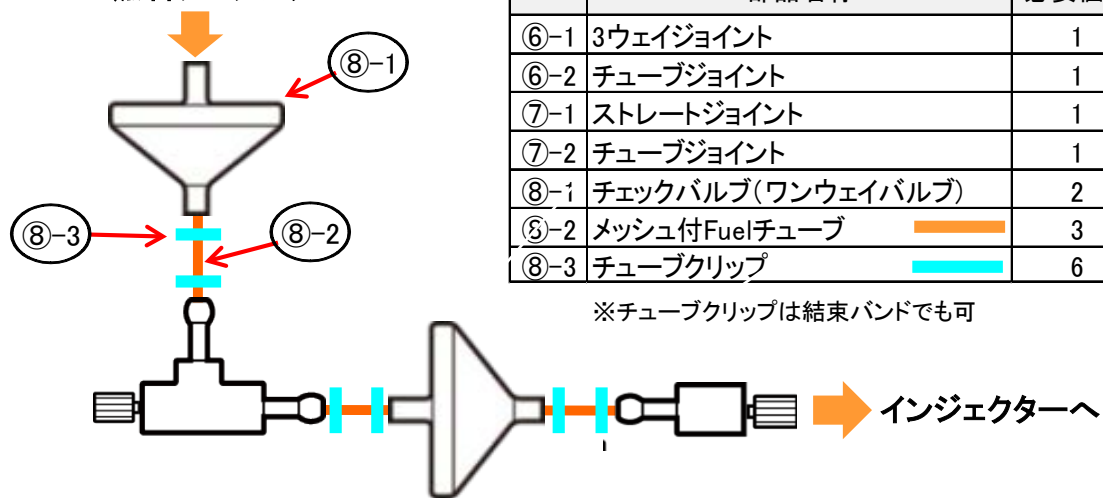 ⑧-1
⑧-3
⑧-2
インジェクターへ
⑥-1 3ウェイジョイント 1
⑥-2 チューブジョイント 1
⑦-1 ストレートジョイント 1
⑦-2 チューブジョイント 1
⑧-1 チェックバルブ(ワンウェイバルブ) 2
⑧-2 メッシュ付Fuelチューブ 3
⑧-3 チューブクリップ 6
※チューブクリップは結束バンドでも可